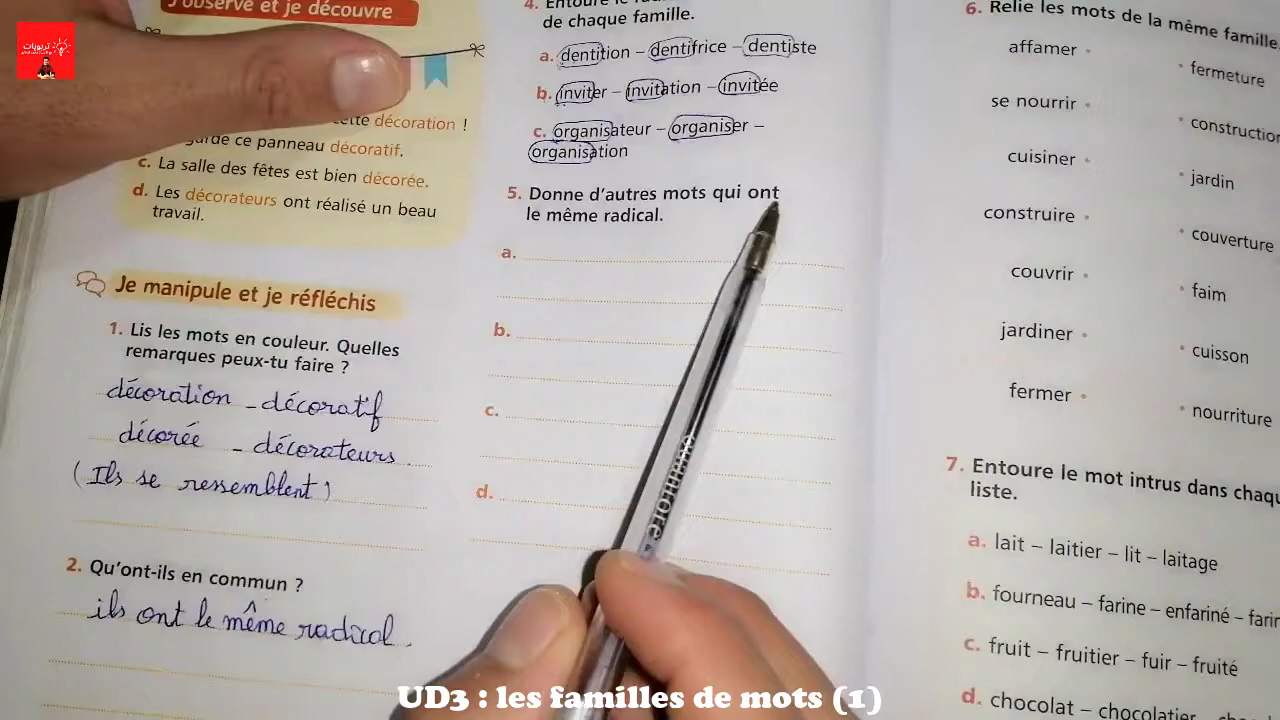 J'observe et je découvre
cette décoration !
ce panneau décoratif.
c. La salle des fêtes est bien décorée.
d. Les décorateurs ont réalisé un beau
travail.
Je manipule et je réfléchis
1. Lis les mots en couleur. Quelles
remarques peux-tu faire ?
décoration _ décoratif
décorée _ décorateurs.
(Ils se ressemblent)
2. Qu'ont-ils en commun ?
ils ont le même radical.
4. Entoure le
de chaque famille.
a. dentition – dentifrice – dentiste
b. inviter – invitation – invitée
c. organisateur – organiser –
organisation
5. Donne d'autres mots qui ont
le même radical.
a.
b.
c.
d.
6. Relie les mots de la même famille
affamer •
• fermeture
se nourrir •
• construction
cuisiner •
• jardin
construire •
• couverture
couvrir •
• faim
jardiner •
• cuisson
fermer •
• nourriture
7. Entoure le mot intrus dans
liste.
a. lait – laitier – lit – laitage
b. fourneau – farine – enfariné –
c. fruit – fruitier – fuir – fruité
d. chocolat – chocolatier –
تربويات
UD3 : les familles de mots (1)